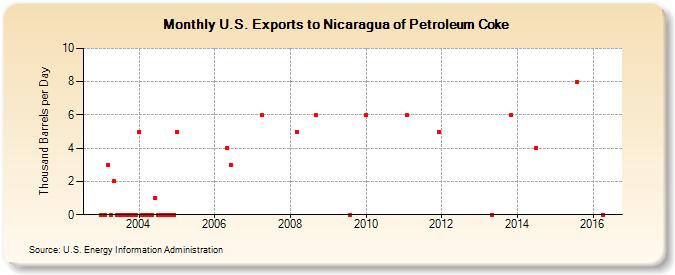 Monthly U.S. Exports to Nicaragua of Petroleum Coke
Thousand Barrels per Day
10
8
6
4
2
0
2004 2006 2008 2010 2012 2014 2016
Source: U.S. Energy Information Administration